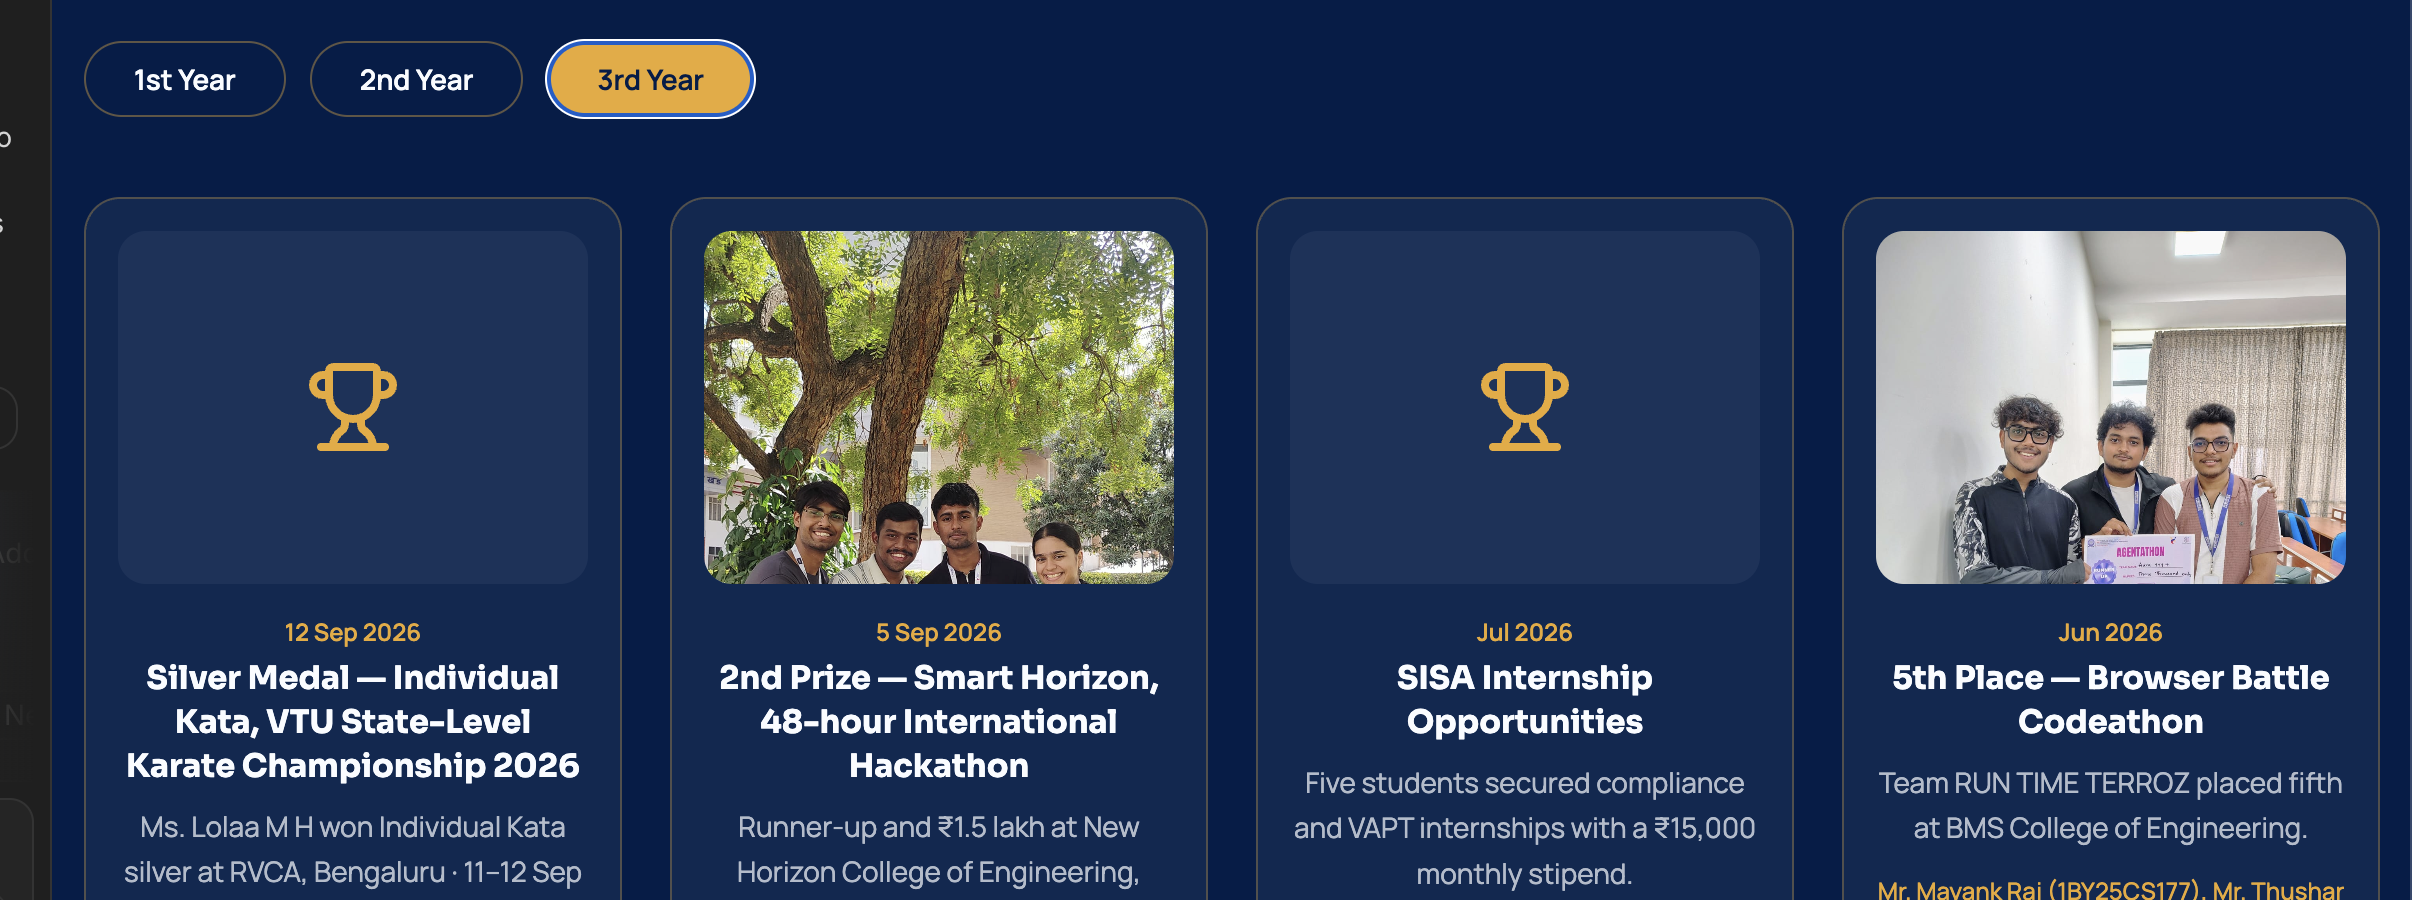 1st Year
2nd Year
3rd Year
12 Sep 2026
Silver Medal — Individual
Kata, VTU State-Level
Karate Championship 2026
Ms. Lolaa M H won Individual Kata
silver at RVCA, Bengaluru · 11–12 Sep
5 Sep 2026
2nd Prize — Smart Horizon,
48-hour International
Hackathon
Runner-up and ₹1.5 lakh at New
Horizon College of Engineering,
Jul 2026
SISA Internship
Opportunities
Five students secured compliance
and VAPT internships with a ₹15,000
monthly stipend.
AGENTATHON
Jun 2026
5th Place — Browser Battle
Codeathon
Team RUN TIME TERROZ placed fifth
at BMS College of Engineering.
Mr. Mayank Raj (1BY25CS177), Mr. Thushar